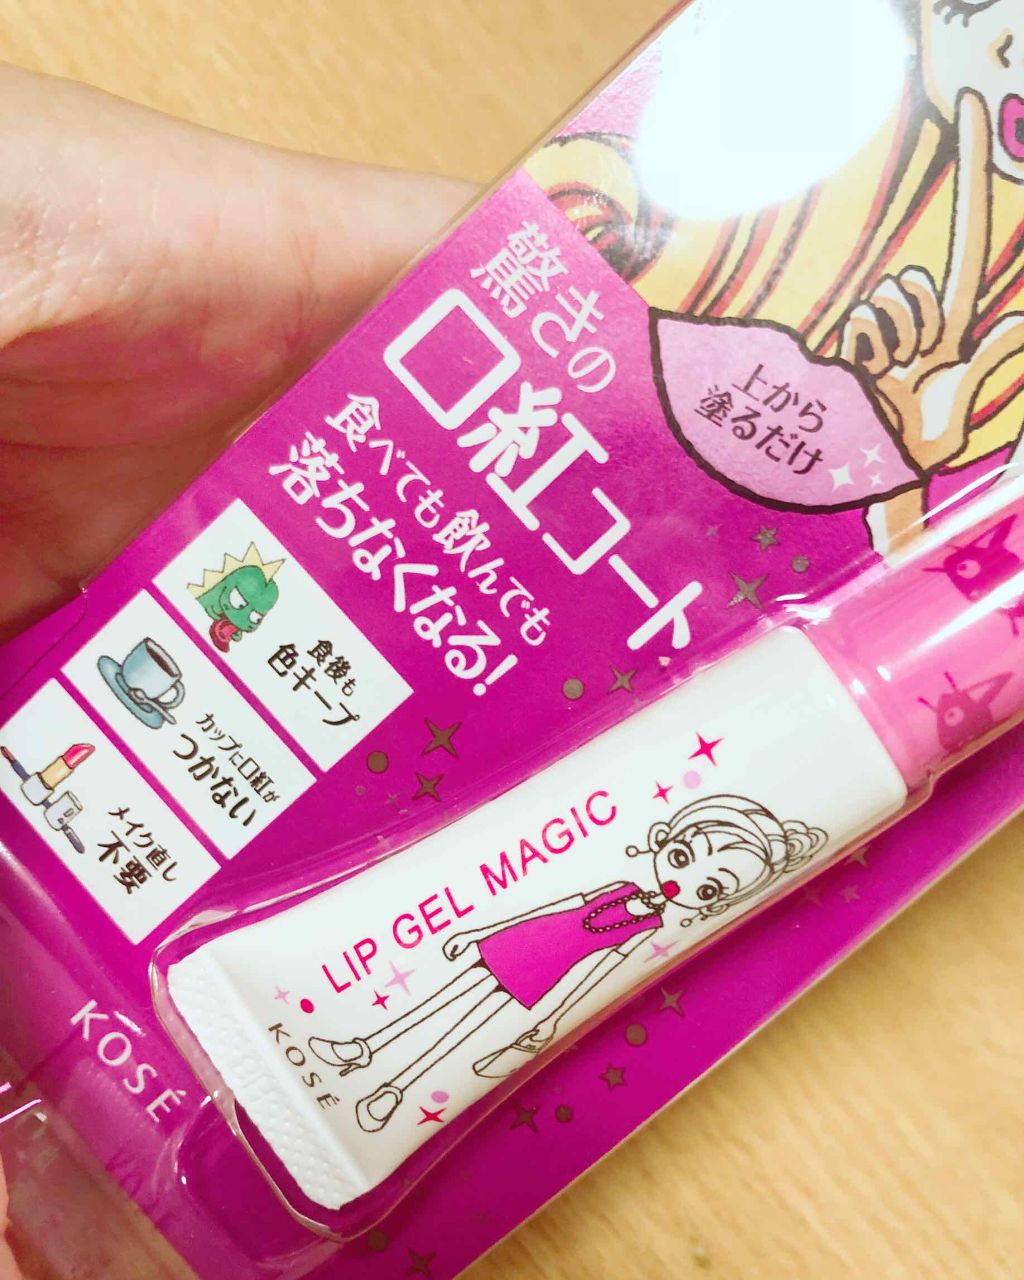 驚きの
口紅コート
食べても飲んでも
落ちなくなる!
上から
塗るだけ
食後も
色キープ
カップに口紅が
つかない
メイク直し
不要
KOSÉ
LIP GEL MAGIC
KOSÉ